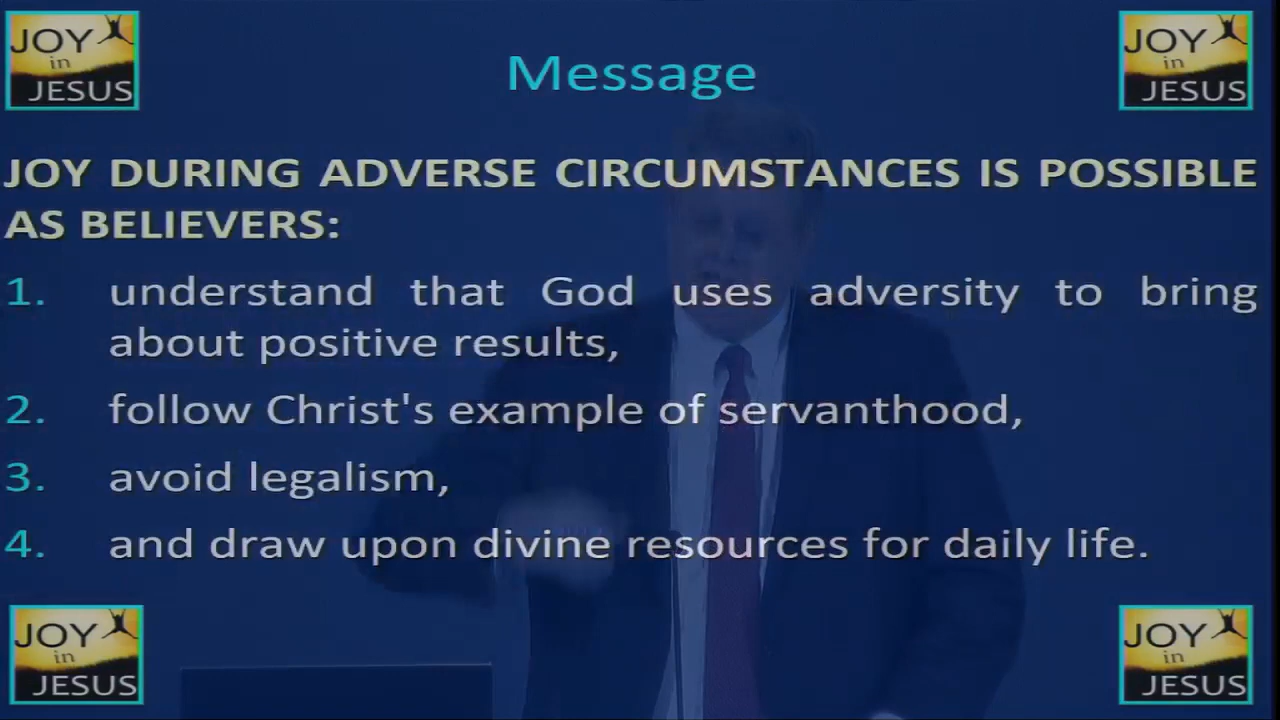 JOY
in
JESUS
JOY
in
JESUS
Message
JOY DURING ADVERSE CIRCUMSTANCES IS POSSIBLE
AS BELIEVERS:
1. understand that God uses adversity to bring
about positive results,
2. follow Christ's example of servanthood,
3. avoid legalism,
4. and draw upon divine resources for daily life.
JOY
in
JESUS
JOY
in
JESUS